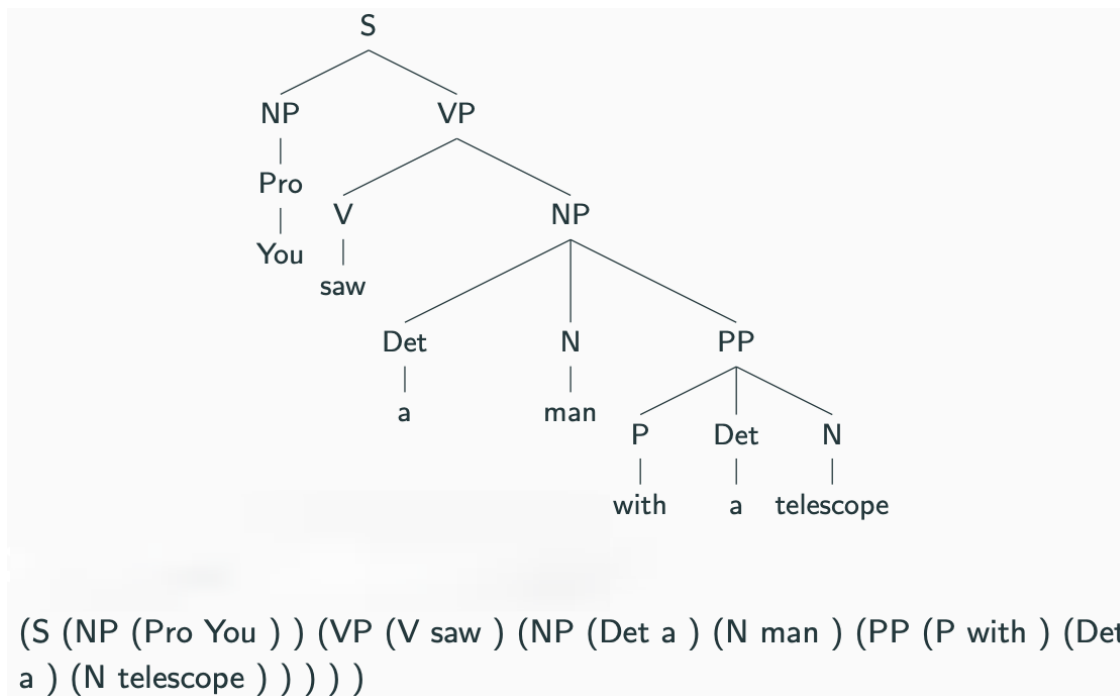 S
NP VP
Pro
V NP
You
saw
Det N PP
a man
P Det N
with a telescope
(S (NP (Pro You ) ) (VP (V saw ) (NP (Det a ) (N man ) (PP (P with ) (Det
a ) (N telescope ) ) ) ) )